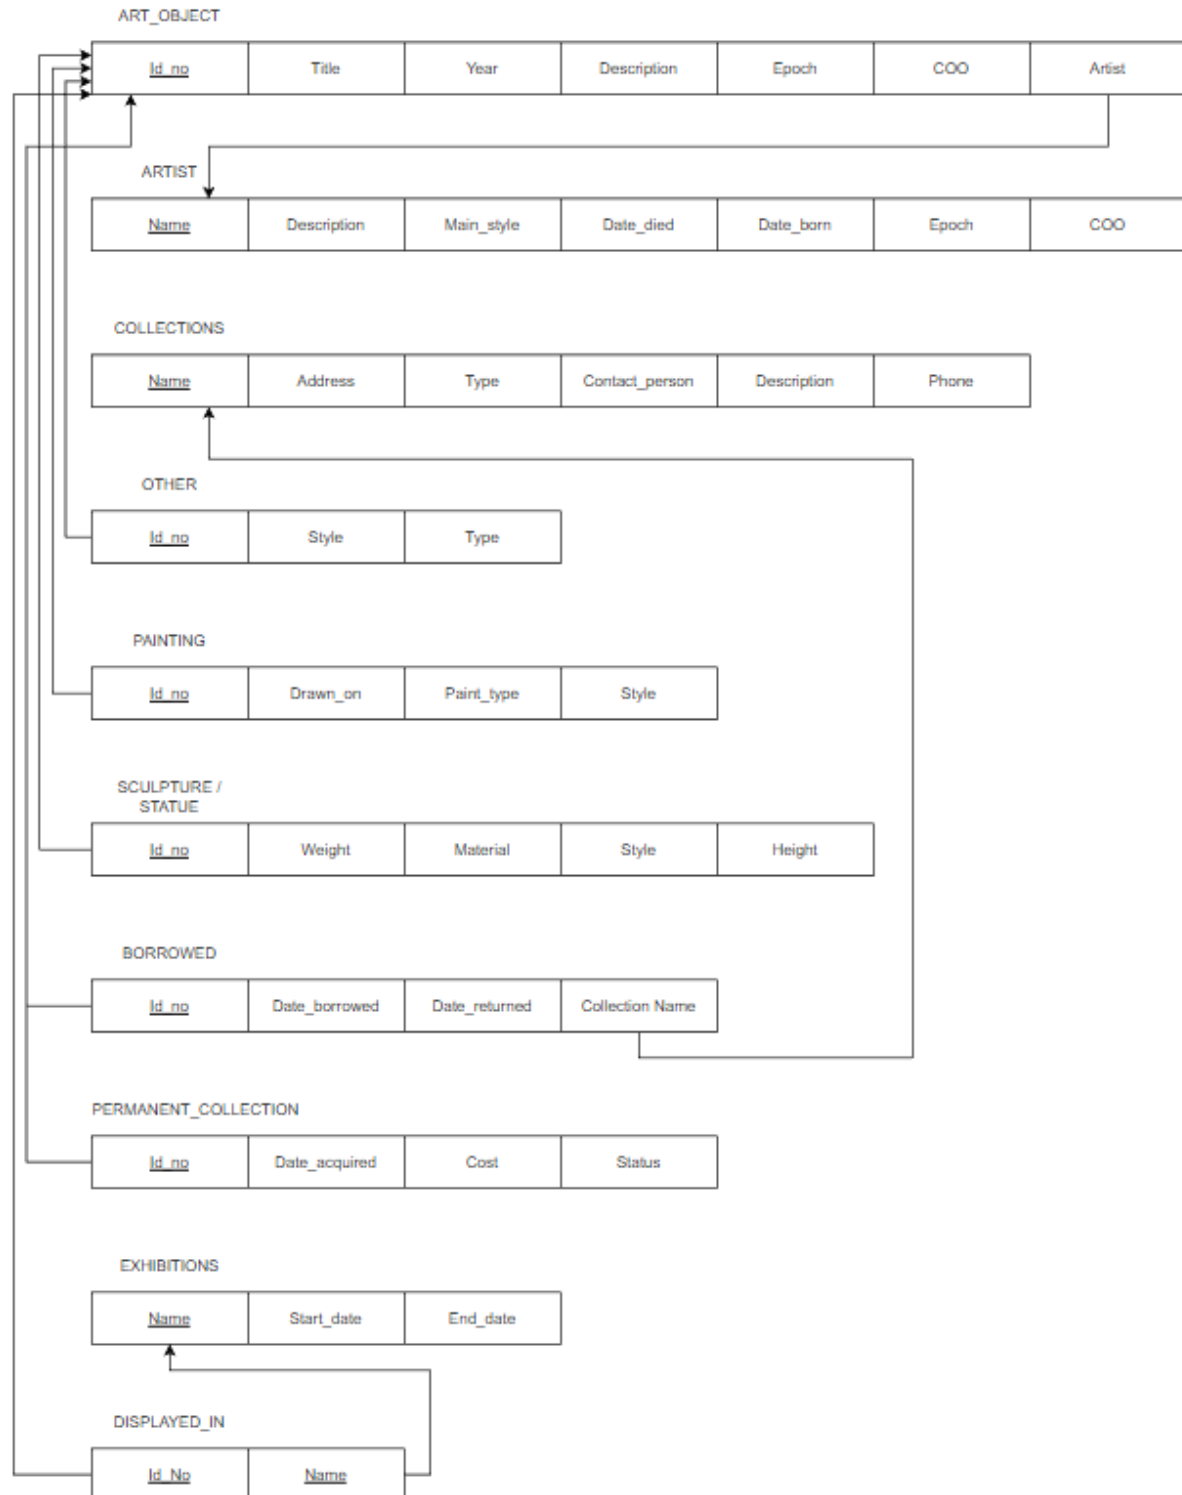 ART_OBJECT
Id_no Title Year Description Epoch COO Artist
ARTIST
Name Description Main_style Date_died Date_born Epoch COO
COLLECTIONS
Name Address Type Contact_person Description Phone
OTHER
Id_no Style Type
PAINTING
Id_no Drawn_on Paint_type Style
SCULPTURE /
STATUE
Id_no Weight Material Style Height
BORROWED
Id_no Date_borrowed Date_returned Collection Name
PERMANENT_COLLECTION
Id_no Date_acquired Cost Status
EXHIBITIONS
Name Start_date End_date
DISPLAYED_IN
Id_No Name